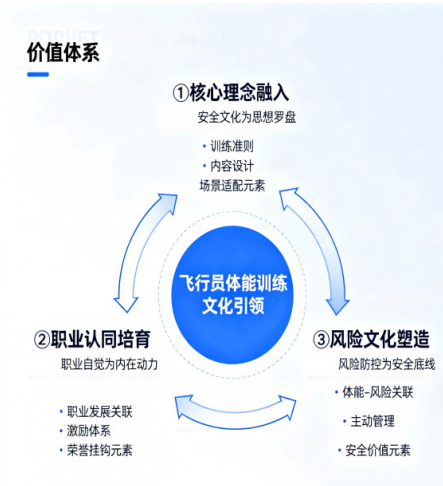 价值体系
①核心理念融入
安全文化为思想罗盘
• 训练准则
• 内容设计
场景适配元素
飞行员体能训练
文化引领
②职业认同培育
职业自觉为内在动力
• 职业发展关联
• 激励体系
• 荣誉挂钩元素
③风险文化塑造
风险防控为安全底线
• 体能–风险关联
• 主动管理
• 安全价值元素